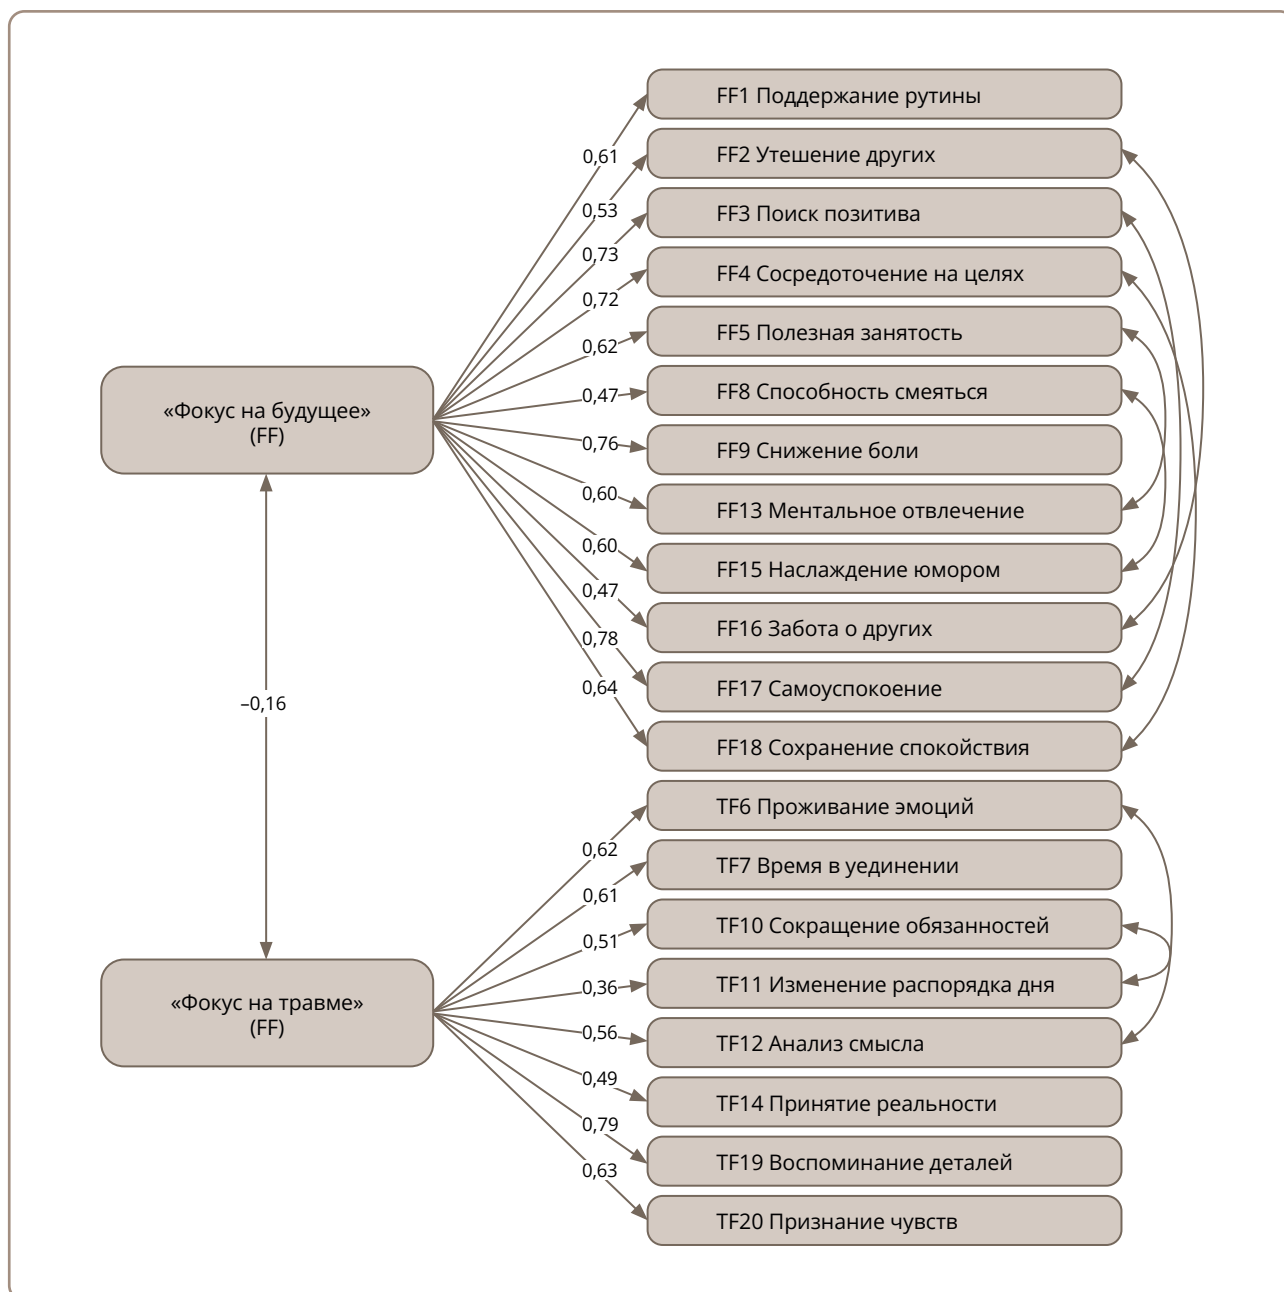 FF1 Поддержание рутины
0,61
FF2 Утешение других
0,53
FF3 Поиск позитива
0,73
FF4 Сосредоточение на целях
0,72
FF5 Полезная занятость
0,62
FF8 Способность смеяться
0,47
«Фокус на будущее»
(FF)
FF9 Снижение боли
0,76
FF13 Ментальное отвлечение
0,60
FF15 Наслаждение юмором
0,60
FF16 Забота о других
0,47
FF17 Самоуспокоение
0,78
FF18 Сохранение спокойствия
0,64
–0,16
TF6 Проживание эмоций
0,62
TF7 Время в уединении
0,61
TF10 Сокращение обязанностей
0,51
TF11 Изменение распорядка дня
0,36
«Фокус на травме»
(FF)
TF12 Анализ смысла
0,56
TF14 Принятие реальности
0,49
TF19 Воспоминание деталей
0,79
TF20 Признание чувств
0,63